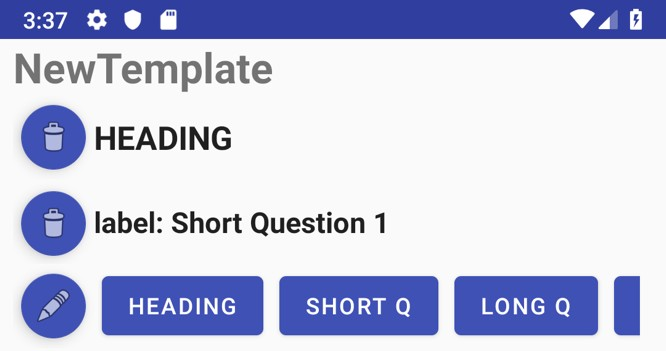 3:37
NewTemplate
HEADING
label: Short Question 1
HEADING SHORT Q LONG Q